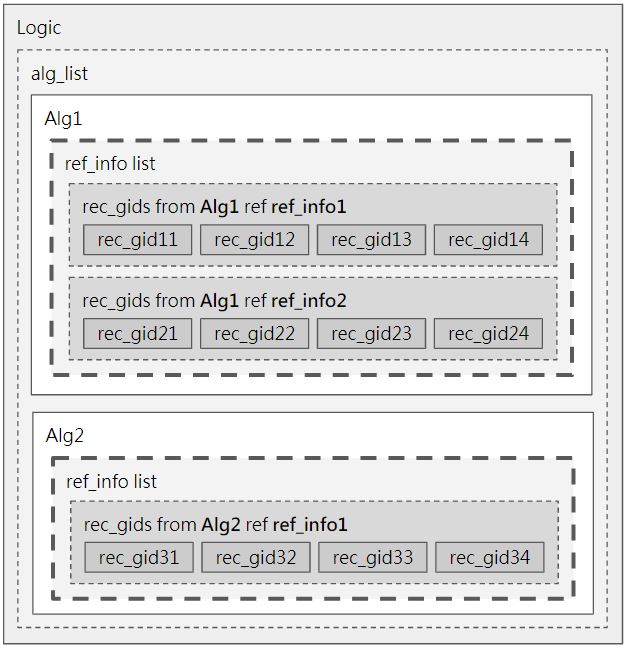 Logic
alg_list
Alg1
ref_info list
rec_gids from Alg1 ref ref_info1
rec_gid11 rec_gid12 rec_gid13 rec_gid14
rec_gids from Alg1 ref ref_info2
rec_gid21 rec_gid22 rec_gid23 rec_gid24
Alg2
ref_info list
rec_gids from Alg2 ref ref_info1
rec_gid31 rec_gid32 rec_gid33 rec_gid34